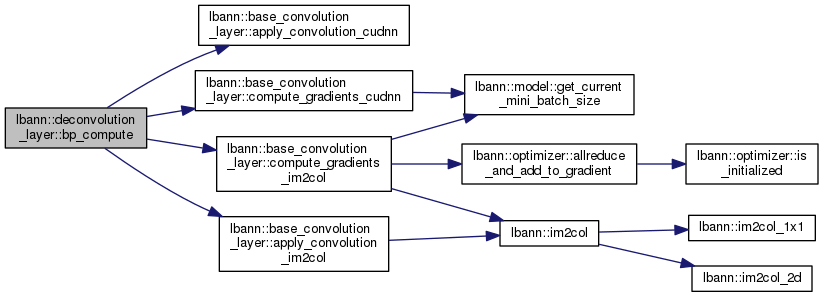 lbann::base_convolution
_layer::apply_convolution_cudnn
lbann::base_convolution
_layer::compute_gradients_cudnn
lbann::model::get_current
_mini_batch_size
lbann::deconvolution
_layer::bp_compute
lbann::base_convolution
_layer::compute_gradients
_im2col
lbann::optimizer::allreduce
_and_add_to_gradient
lbann::optimizer::is
_initialized
lbann::base_convolution
_layer::apply_convolution
_im2col
lbann::im2col
lbann::im2col_1x1
lbann::im2col_2d